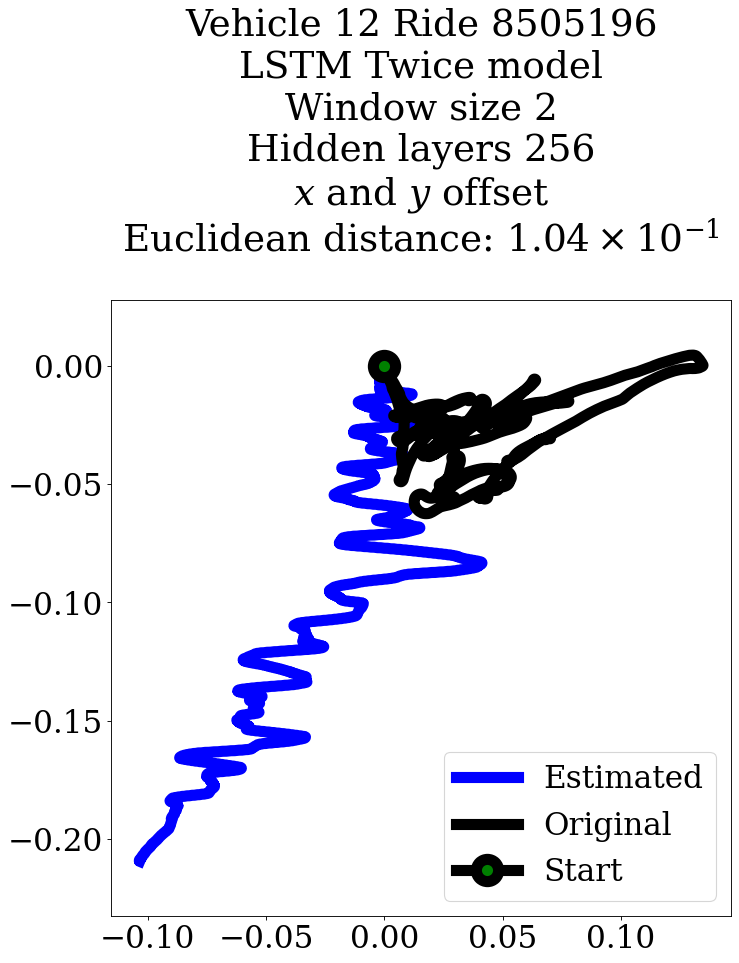 Vehicle 12 Ride 8505196
LSTM Twice model
Window size 2
Hidden layers 256
x and y offset
Euclidean distance: 1.04 × 10⁻¹
0.00
−0.05
−0.10
−0.15
−0.20
Estimated
Original
Start
−0.10 −0.05 0.00 0.05 0.10